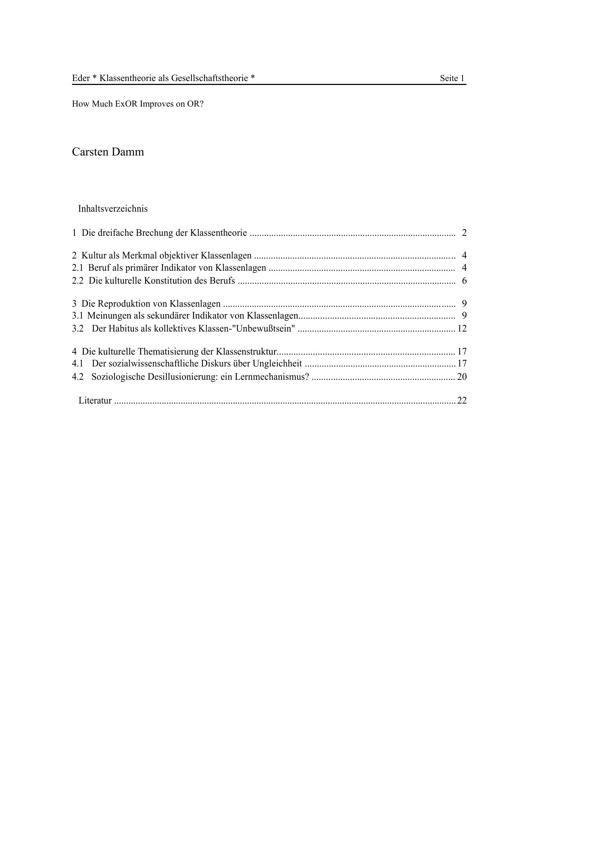 Eder * Klassentheorie als Gesellschaftstheorie * Seite 1
How Much ExOR Improves on OR?
Carsten Damm
Inhaltsverzeichnis
1 Die dreifache Brechung der Klassentheorie ........................................................................................ 2
2 Kultur als Merkmal objektiver Klassenlagen ...................................................................................... 4
2.1 Beruf als primärer Indikator von Klassenlagen ................................................................................ 4
2.2 Die kulturelle Konstitution des Berufs ............................................................................................. 6
3 Die Reproduktion von Klassenlagen ................................................................................................... 9
3.1 Meinungen als sekundärer Indikator von Klassenlagen.................................................................... 9
3.2 Der Habitus als kollektives Klassen-"Unbewußtsein" .................................................................... 12
4 Die kulturelle Thematisierung der Klassenstruktur............................................................................ 17
4.1 Der sozialwissenschaftliche Diskurs über Ungleichheit ................................................................. 17
4.2 Soziologische Desillusionierung: ein Lernmechanismus? .............................................................. 20
Literatur ................................................................................................................................................ 22